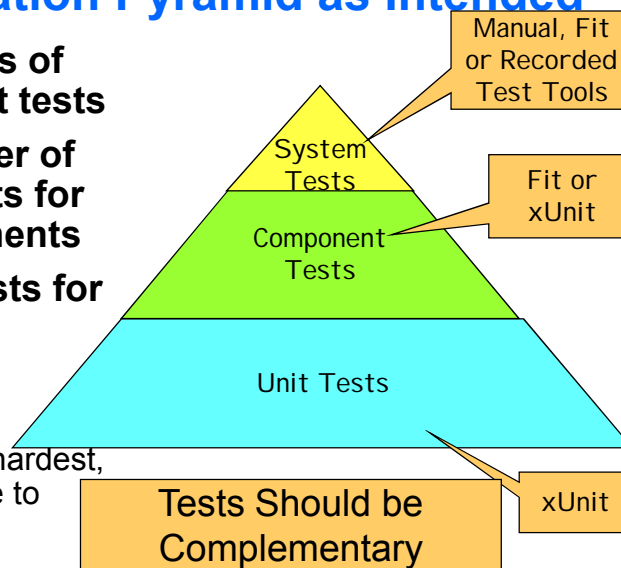 ation Pyramid as Intended
s of
t tests
er of
ts for
nents
sts for
hardest,
e to
Manual, Fit
or Recorded
Test Tools
System
Tests
Fit or
xUnit
Component
Tests
Unit Tests
xUnit
Tests Should be
Complementary